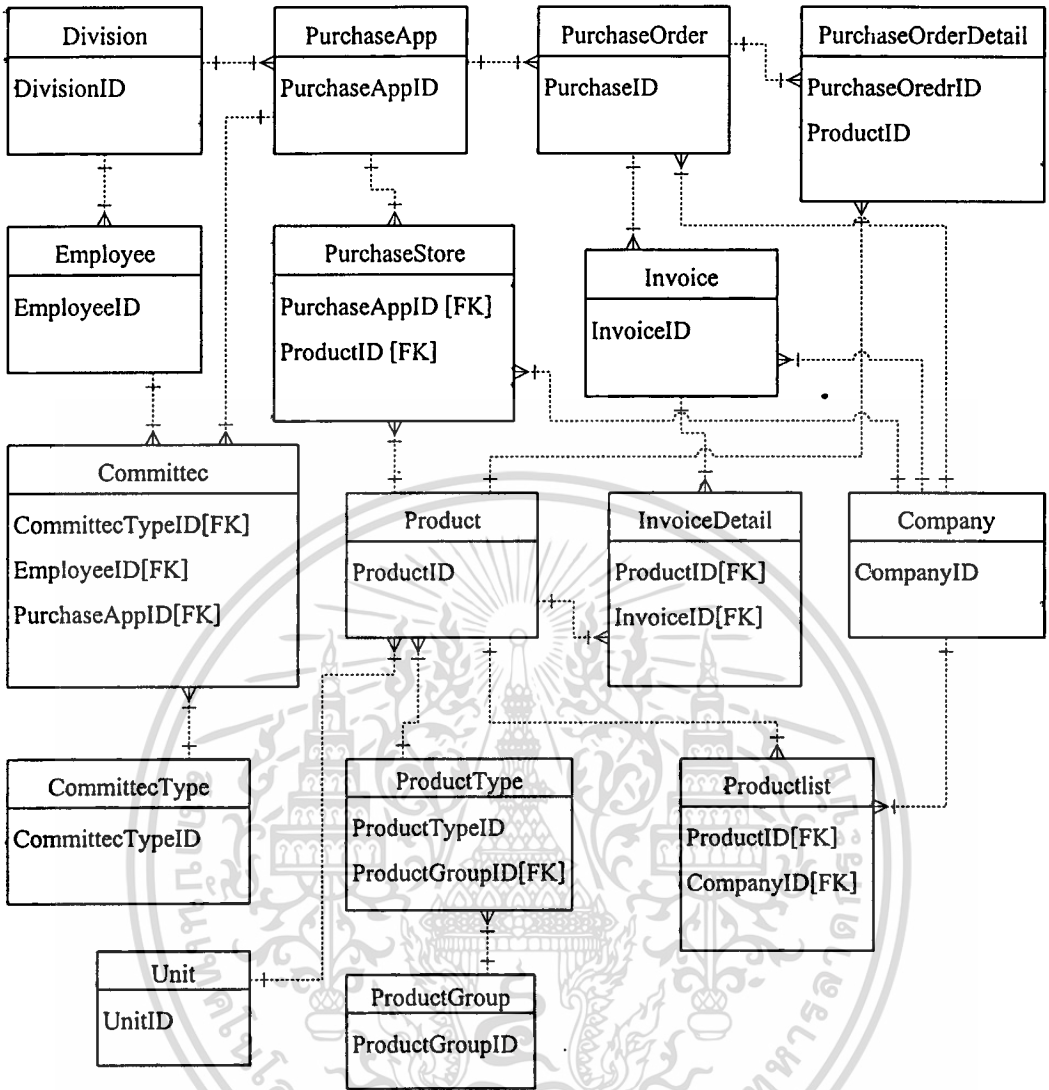 Division
DivisionID
PurchaseApp
PurchaseAppID
PurchaseOrder
PurchaseID
PurchaseOrderDetail
PurchaseOredrID
ProductID
Employee
EmployeeID
PurchaseStore
PurchaseAppID [FK]
ProductID [FK]
Invoice
InvoiceID
Committec
CommittecTypeID[FK]
EmployeeID[FK]
PurchaseAppID[FK]
Product
ProductID
InvoiceDetail
ProductID[FK]
InvoiceID[FK]
Company
CompanyID
CommittecType
CommittecTypeID
ProductType
ProductTypeID
ProductGroupID[FK]
Productlist
ProductID[FK]
CompanyID[FK]
Unit
UnitID
ProductGroup
ProductGroupID